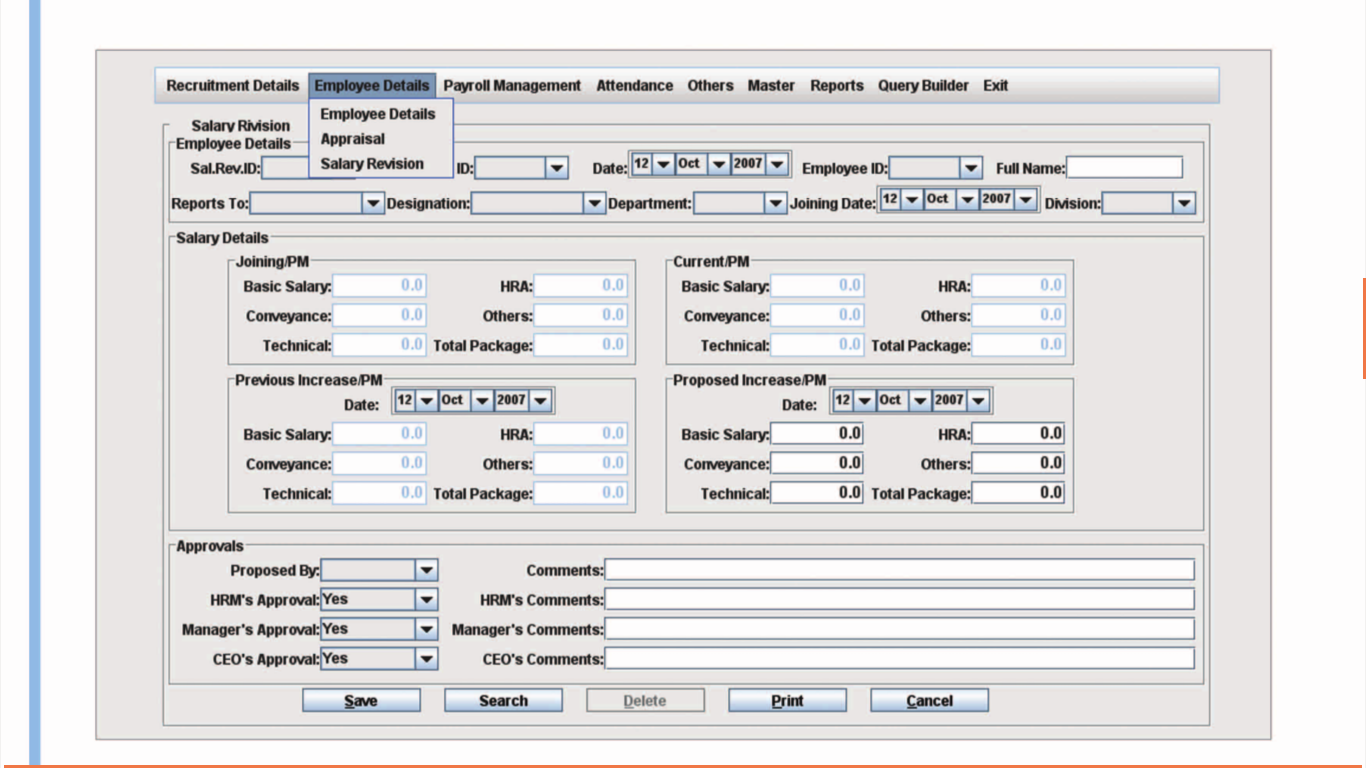 Recruitment Details Employee Details Payroll Management Attendance Others Master Reports Query Builder Exit
Employee Details
Appraisal
Salary Revision
Salary Rivision
Employee Details
Sal.Rev.ID: ID: Date: 12 Oct 2007 Employee ID: Full Name:
Reports To: Designation: Department: Joining Date: 12 Oct 2007 Division:
Salary Details
Joining/PM
Basic Salary: 0.0 HRA: 0.0
Conveyance: 0.0 Others: 0.0
Technical: 0.0 Total Package: 0.0
Current/PM
Basic Salary: 0.0 HRA: 0.0
Conveyance: 0.0 Others: 0.0
Technical: 0.0 Total Package: 0.0
Previous Increase/PM
Date: 12 Oct 2007
Basic Salary: 0.0 HRA: 0.0
Conveyance: 0.0 Others: 0.0
Technical: 0.0 Total Package: 0.0
Proposed Increase/PM
Date: 12 Oct 2007
Basic Salary: 0.0 HRA: 0.0
Conveyance: 0.0 Others: 0.0
Technical: 0.0 Total Package: 0.0
Approvals
Proposed By: Comments:
HRM's Approval: Yes HRM's Comments:
Manager's Approval: Yes Manager's Comments:
CEO's Approval: Yes CEO's Comments:
Save Search Delete Print Cancel